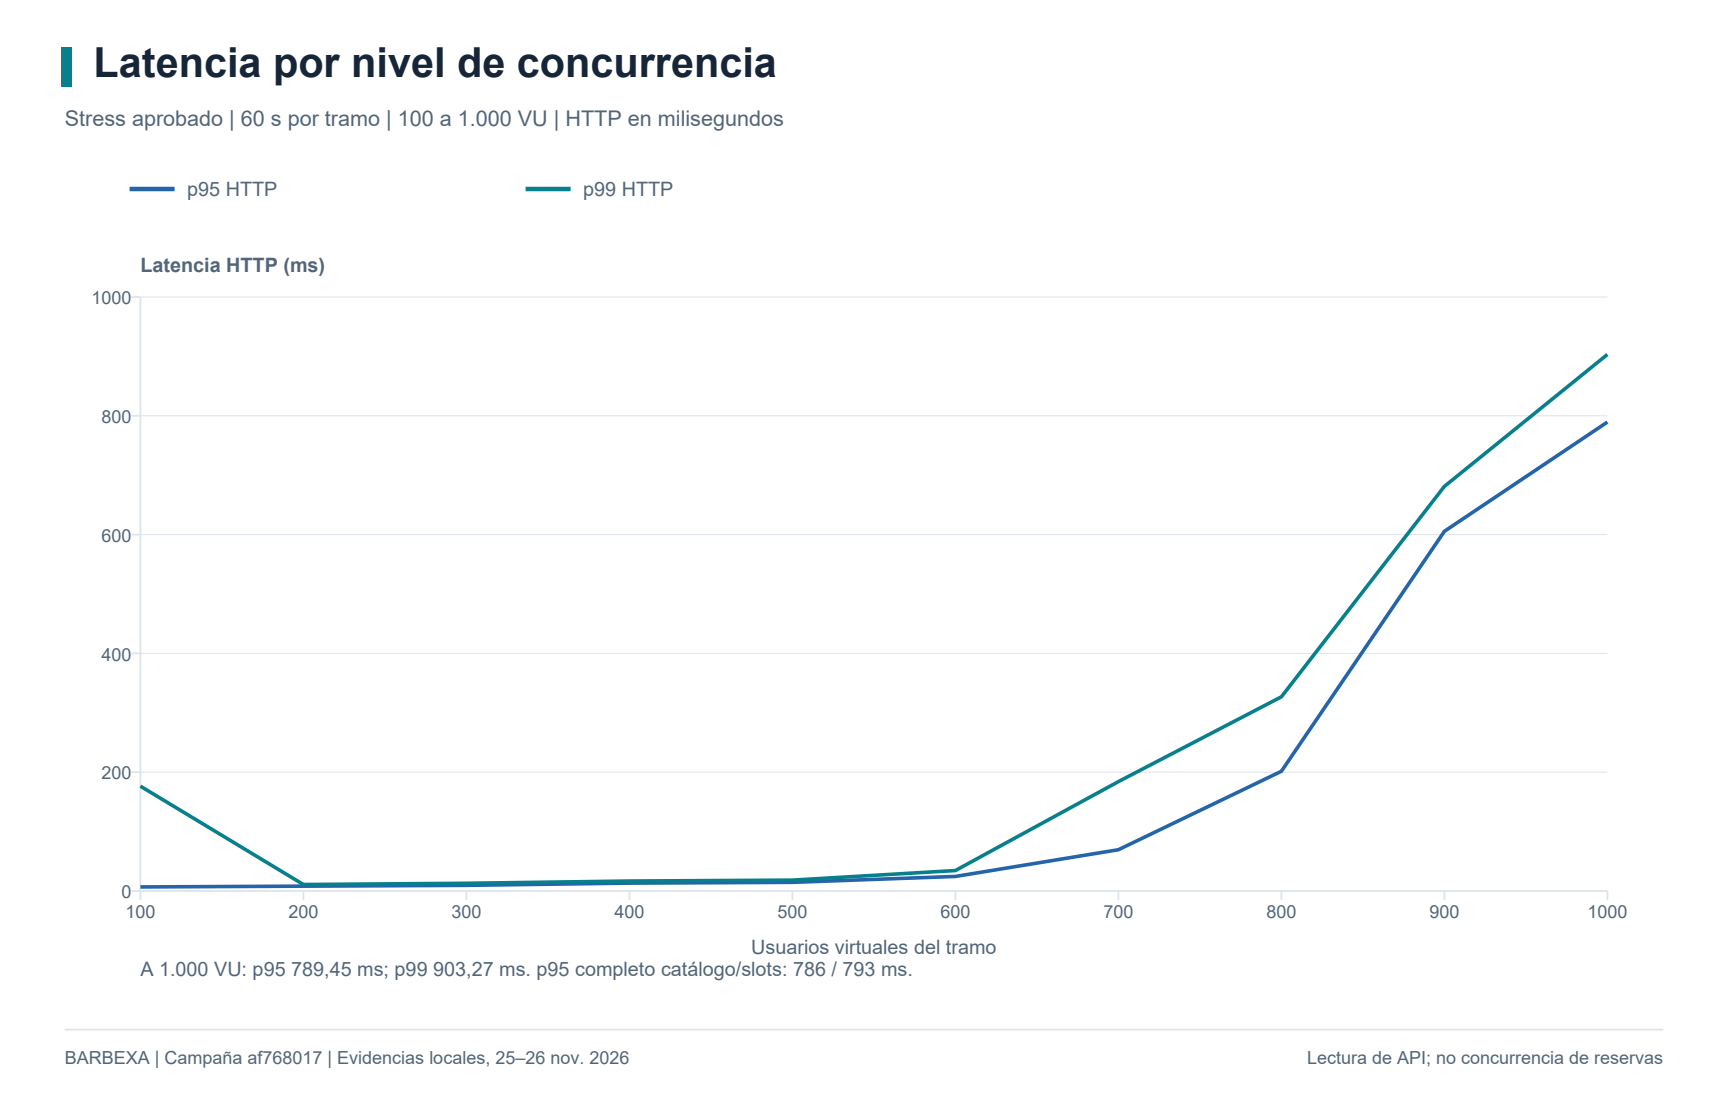 Latencia por nivel de concurrencia
Stress aprobado | 60 s por tramo | 100 a 1.000 VU | HTTP en milisegundos
p95 HTTP
p99 HTTP
Latencia HTTP (ms)
1000
800
600
400
200
0
100 200 300 400 500 600 700 800 900 1000
Usuarios virtuales del tramo
A 1.000 VU: p95 789,45 ms; p99 903,27 ms. p95 completo catálogo/slots: 786 / 793 ms.
BARBEXA | Campaña af768017 | Evidencias locales, 25–26 nov. 2026
Lectura de API; no concurrencia de reservas